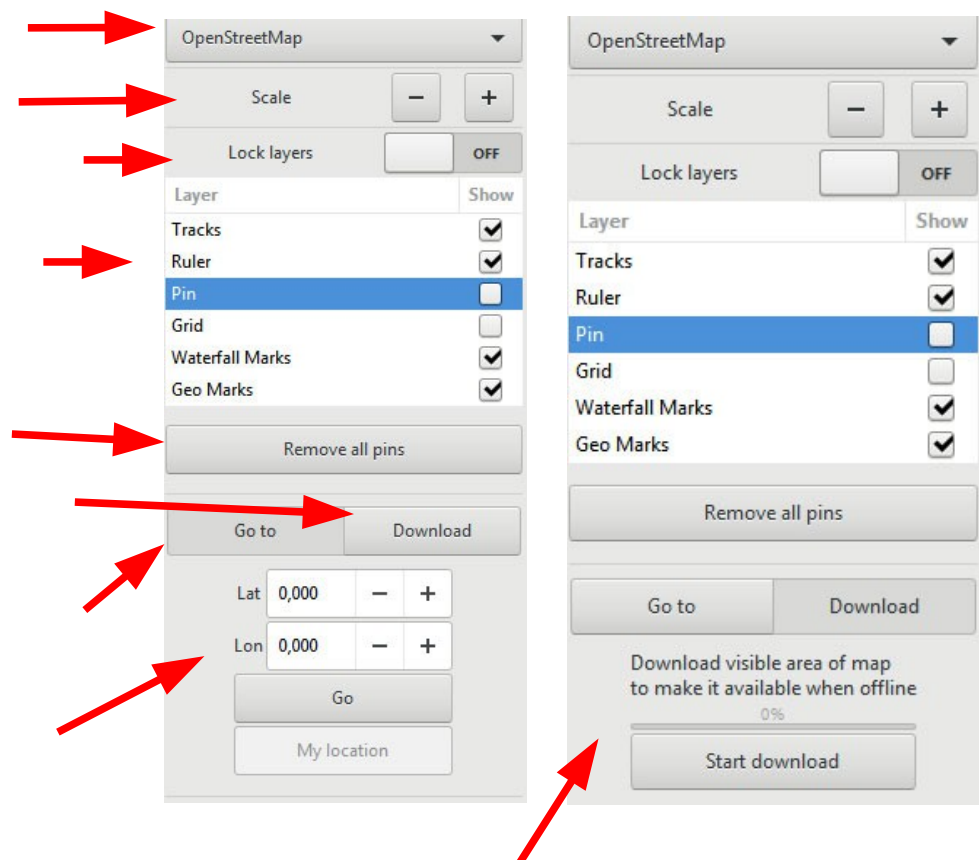 OpenStreetMap
Scale − +
Lock layers OFF
Layer Show
Tracks
Ruler
Pin
Grid
Waterfall Marks
Geo Marks
Remove all pins
Go to Download
Lat 0,000 − +
Lon 0,000 − +
Go
My location
OpenStreetMap
Scale − +
Lock layers OFF
Layer Show
Tracks
Ruler
Pin
Grid
Waterfall Marks
Geo Marks
Remove all pins
Go to Download
Download visible area of map
to make it available when offline
0%
Start download